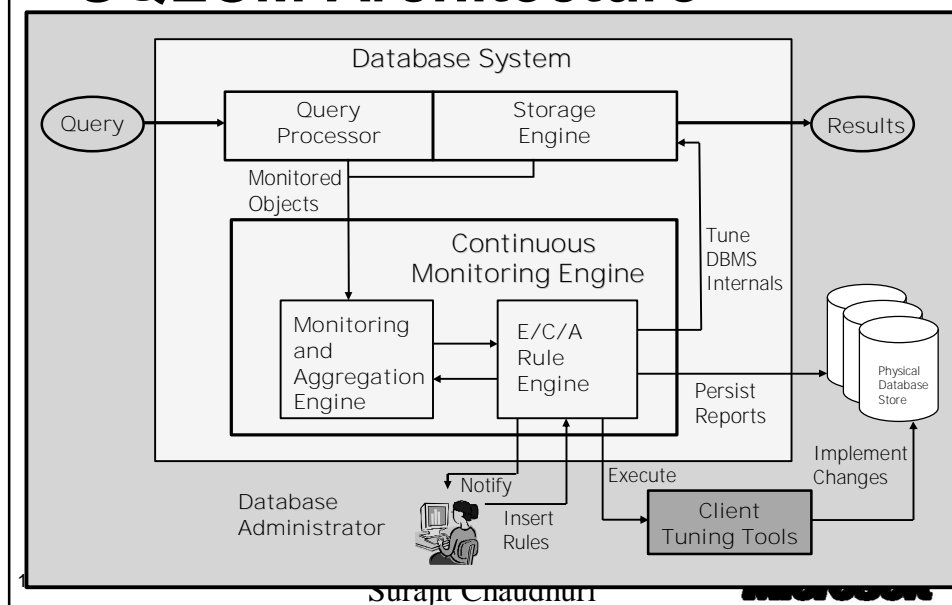 Database System
Query
Query
Processor
Storage
Engine
Results
Monitored
Objects
Continuous
Monitoring Engine
Tune
DBMS
Internals
Monitoring
and
Aggregation
Engine
E/C/A
Rule
Engine
Physical
Database
Store
Persist
Reports
Implement
Changes
Notify
Execute
Database
Administrator
Insert
Rules
Client
Tuning Tools
1
Surajit Chaudhuri
Microsoft